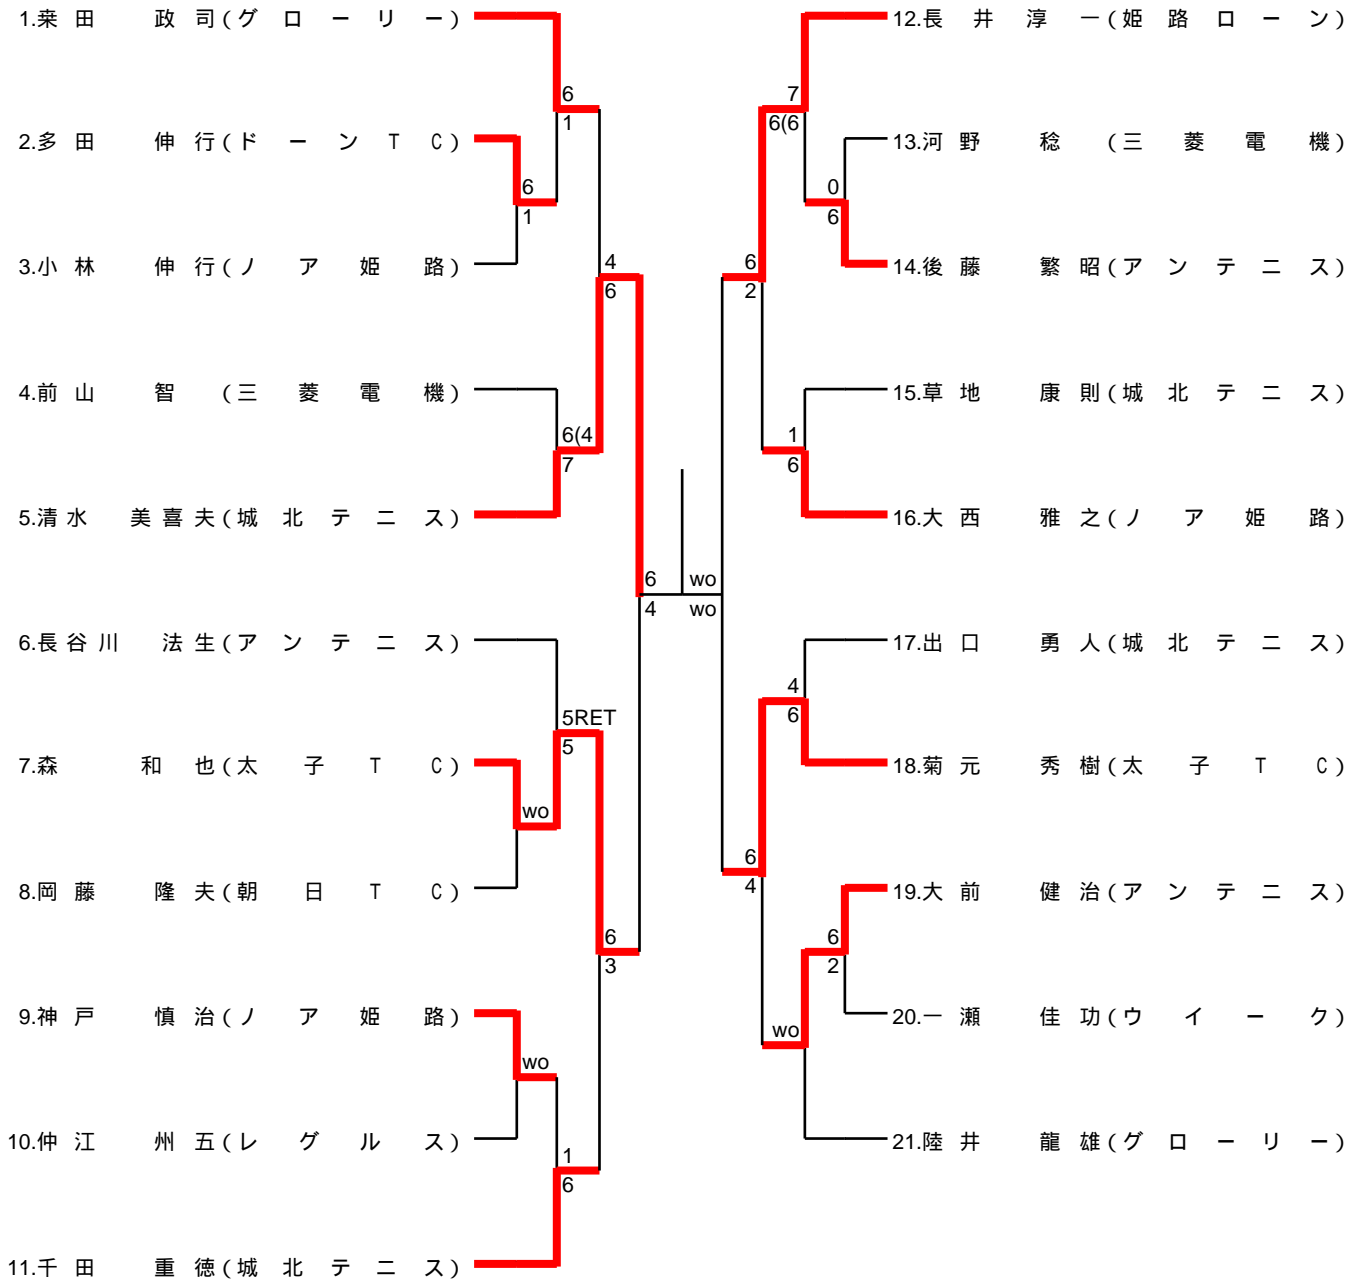 1.桒田 政司(グローリー)
6
1
2.多田 伸行(ドーンTC)
6
1
3.小林 伸行(ノア姫路)
4
6
4.前山 智 (三菱電機)
6(4
7
5.清水 美喜夫(城北テニス)
6
4
6.長谷川 法生(アンテニス)
5RET
5
7.森 和也(太子TC)
wo
8.岡藤 隆夫(朝日TC)
6
3
9.神戸 慎治(ノア姫路)
wo
10.仲江 州五(レグルス)
1
6
11.千田 重徳(城北テニス)
wo
wo
12.長井淳一(姫路ローン)
7
6(6
13.河野 稔 (三菱電機)
0
6
14.後藤 繁昭(アンテニス)
6
2
15.草地 康則(城北テニス)
1
6
16.大西 雅之(ノア姫路)
17.出口 勇人(城北テニス)
4
6
18.菊元 秀樹(太子TC)
6
4
19.大前 健治(アンテニス)
6
2
20.一瀬 佳功(ウイーク)
wo
21.陸井 龍雄(グローリー)